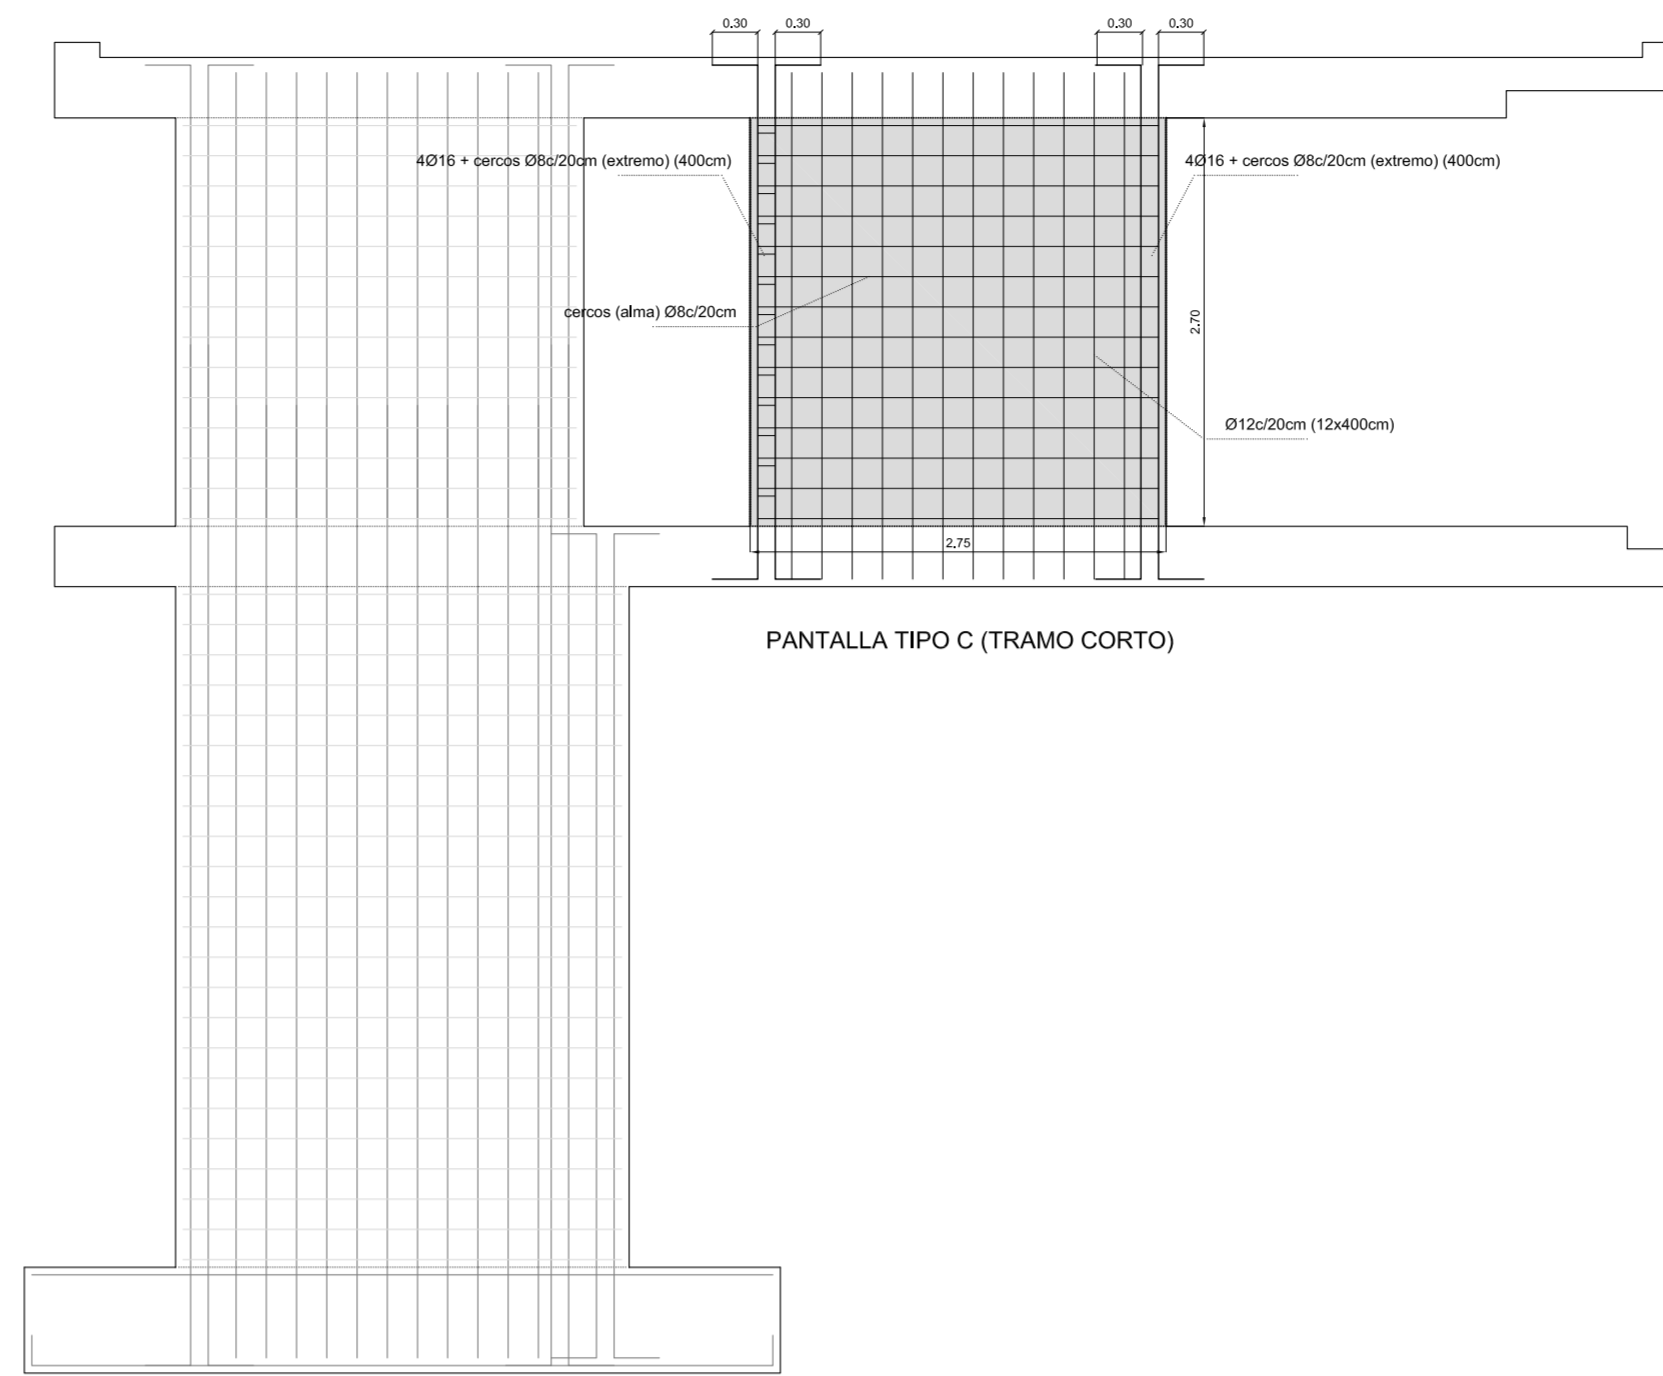 0.30 0.30 0.30 0.30
4Ø16 + cercos Ø8c/20cm (extremo) (400cm) 4Ø16 + cercos Ø8c/20cm (extremo) (400cm)
cercos (alma) Ø8c/20cm
2.70
Ø12c/20cm (12x400cm)
2.75
PANTALLA TIPO C (TRAMO CORTO)